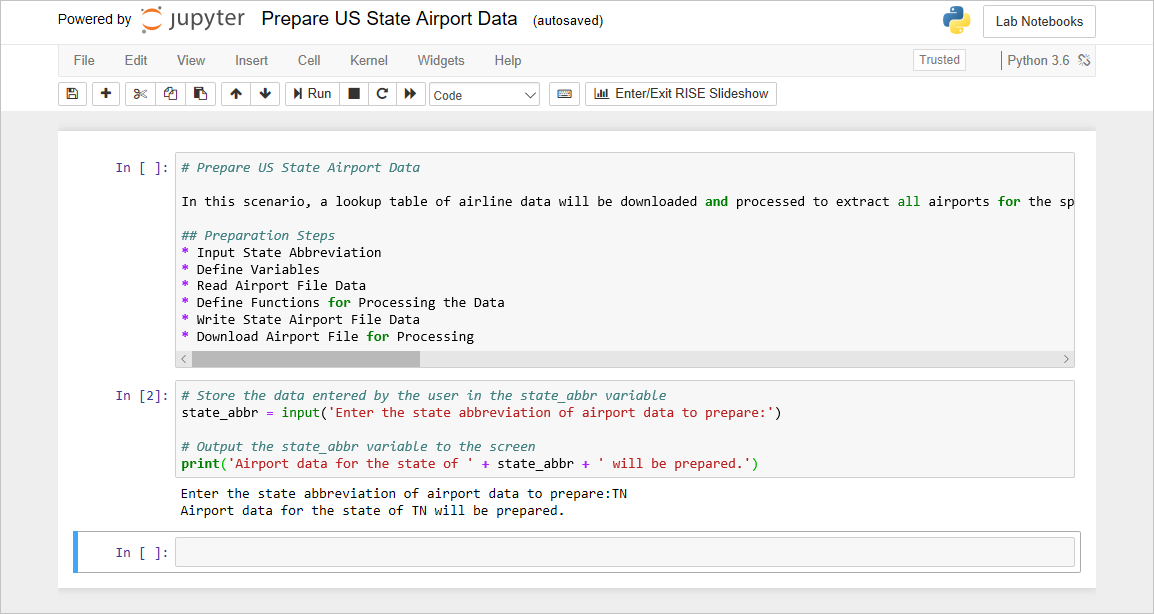 Powered by jupyter Prepare US State Airport Data (autosaved) Lab Notebooks
File Edit View Insert Cell Kernel Widgets Help Trusted Python 3.6
Run Code Enter/Exit RISE Slideshow
In [ ]: # Prepare US State Airport Data
In this scenario, a lookup table of airline data will be downloaded and processed to extract all airports for the sp
## Preparation Steps
* Input State Abbreviation
* Define Variables
* Read Airport File Data
* Define Functions for Processing the Data
* Write State Airport File Data
* Download Airport File for Processing
In [2]: # Store the data entered by the user in the state_abbr variable
state_abbr = input('Enter the state abbreviation of airport data to prepare:')
# Output the state_abbr variable to the screen
print('Airport data for the state of ' + state_abbr + ' will be prepared.')
Enter the state abbreviation of airport data to prepare:TN
Airport data for the state of TN will be prepared.
In [ ]: